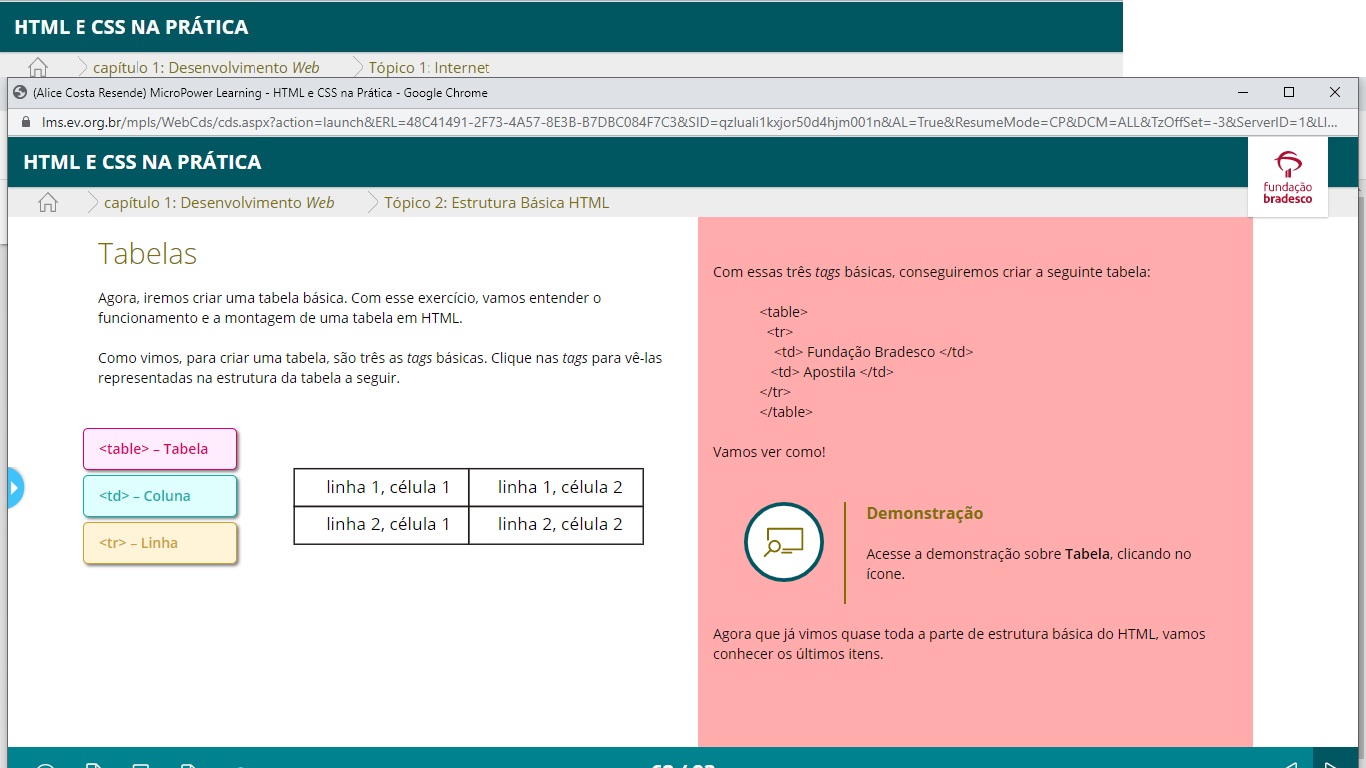 HTML E CSS NA PRÁTICA
capítulo 1: Desenvolvimento Web
Tópico 1: Internet
(Alice Costa Resende) MicroPower Learning - HTML e CSS na Prática - Google Chrome
lms.ev.org.br/mpls/WebCds/cds.aspx?action=launch&ERL=48C41491-2F73-4A57-8E3B-B7DBC084F7C3&SID=qzluali1kxjor50d4hjm001n&AL=True&ResumeMode=CP&DCM=ALL&TzOffSet=-3&ServerID=1&LI...
HTML E CSS NA PRÁTICA
fundação
bradesco
capítulo 1: Desenvolvimento Web
Tópico 2: Estrutura Básica HTML
Tabelas
Agora, iremos criar uma tabela básica. Com esse exercício, vamos entender o
funcionamento e a montagem de uma tabela em HTML.
Como vimos, para criar uma tabela, são três as tags básicas. Clique nas tags para vê-las
representadas na estrutura da tabela a seguir.
<table> – Tabela
<td> – Coluna
<tr> – Linha
linha 1, célula 1
linha 1, célula 2
linha 2, célula 1
linha 2, célula 2
Com essas três tags básicas, conseguiremos criar a seguinte tabela:
<table>
<tr>
<td> Fundação Bradesco </td>
<td> Apostila </td>
</tr>
</table>
Vamos ver como!
Demonstração
Acesse a demonstração sobre Tabela, clicando no
ícone.
Agora que já vimos quase toda a parte de estrutura básica do HTML, vamos
conhecer os últimos itens.